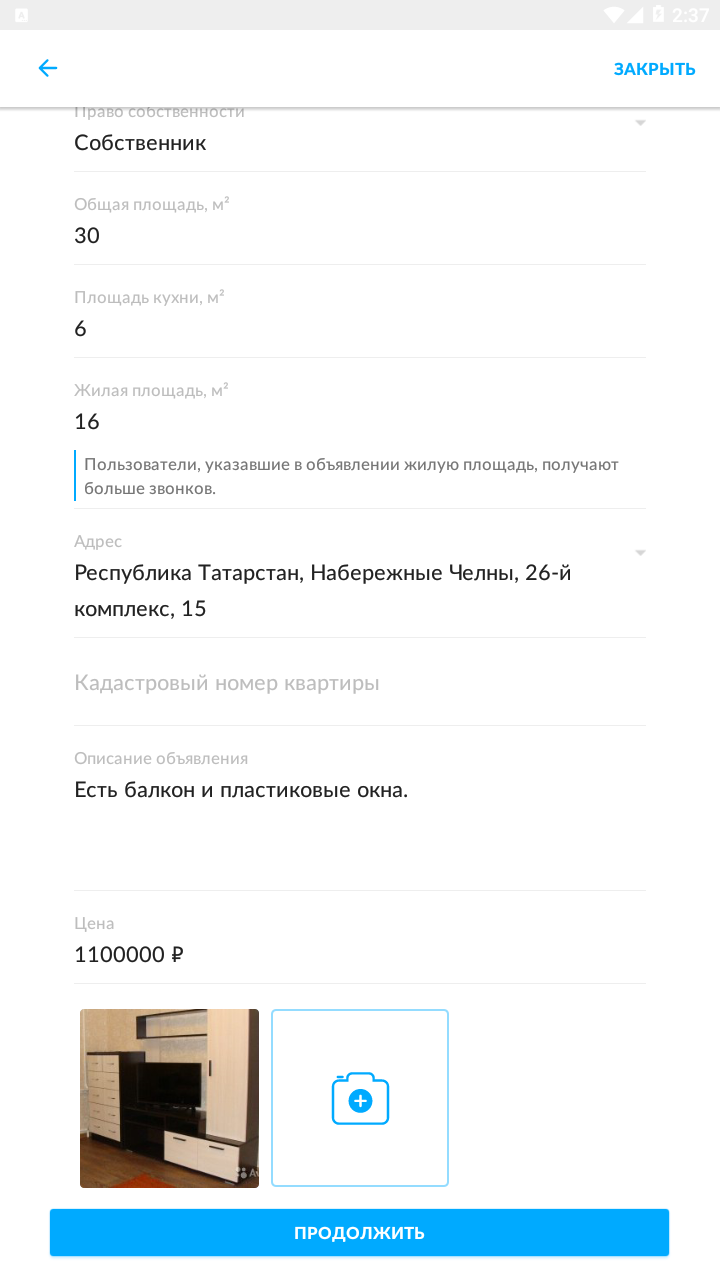 2:37
ЗАКРЫТЬ
Право собственности
Собственник
Общая площадь, м²
30
Площадь кухни, м²
6
Жилая площадь, м²
16
Пользователи, указавшие в объявлении жилую площадь, получают
больше звонков.
Адрес
Республика Татарстан, Набережные Челны, 26-й
комплекс, 15
Кадастровый номер квартиры
Описание объявления
Есть балкон и пластиковые окна.
Цена
1100000 ₽
ПРОДОЛЖИТЬ